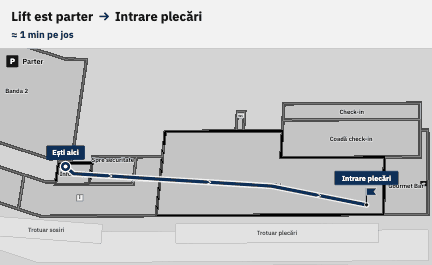 Lift est parter → Intrare plecări
≈ 1 min pe jos
P Parter
Banda 2
Check-in
Coadă check-in
Ești aici
Spre securitate
Intrare plecări
Gourmet Bar
Trotuar sosiri
Trotuar plecări